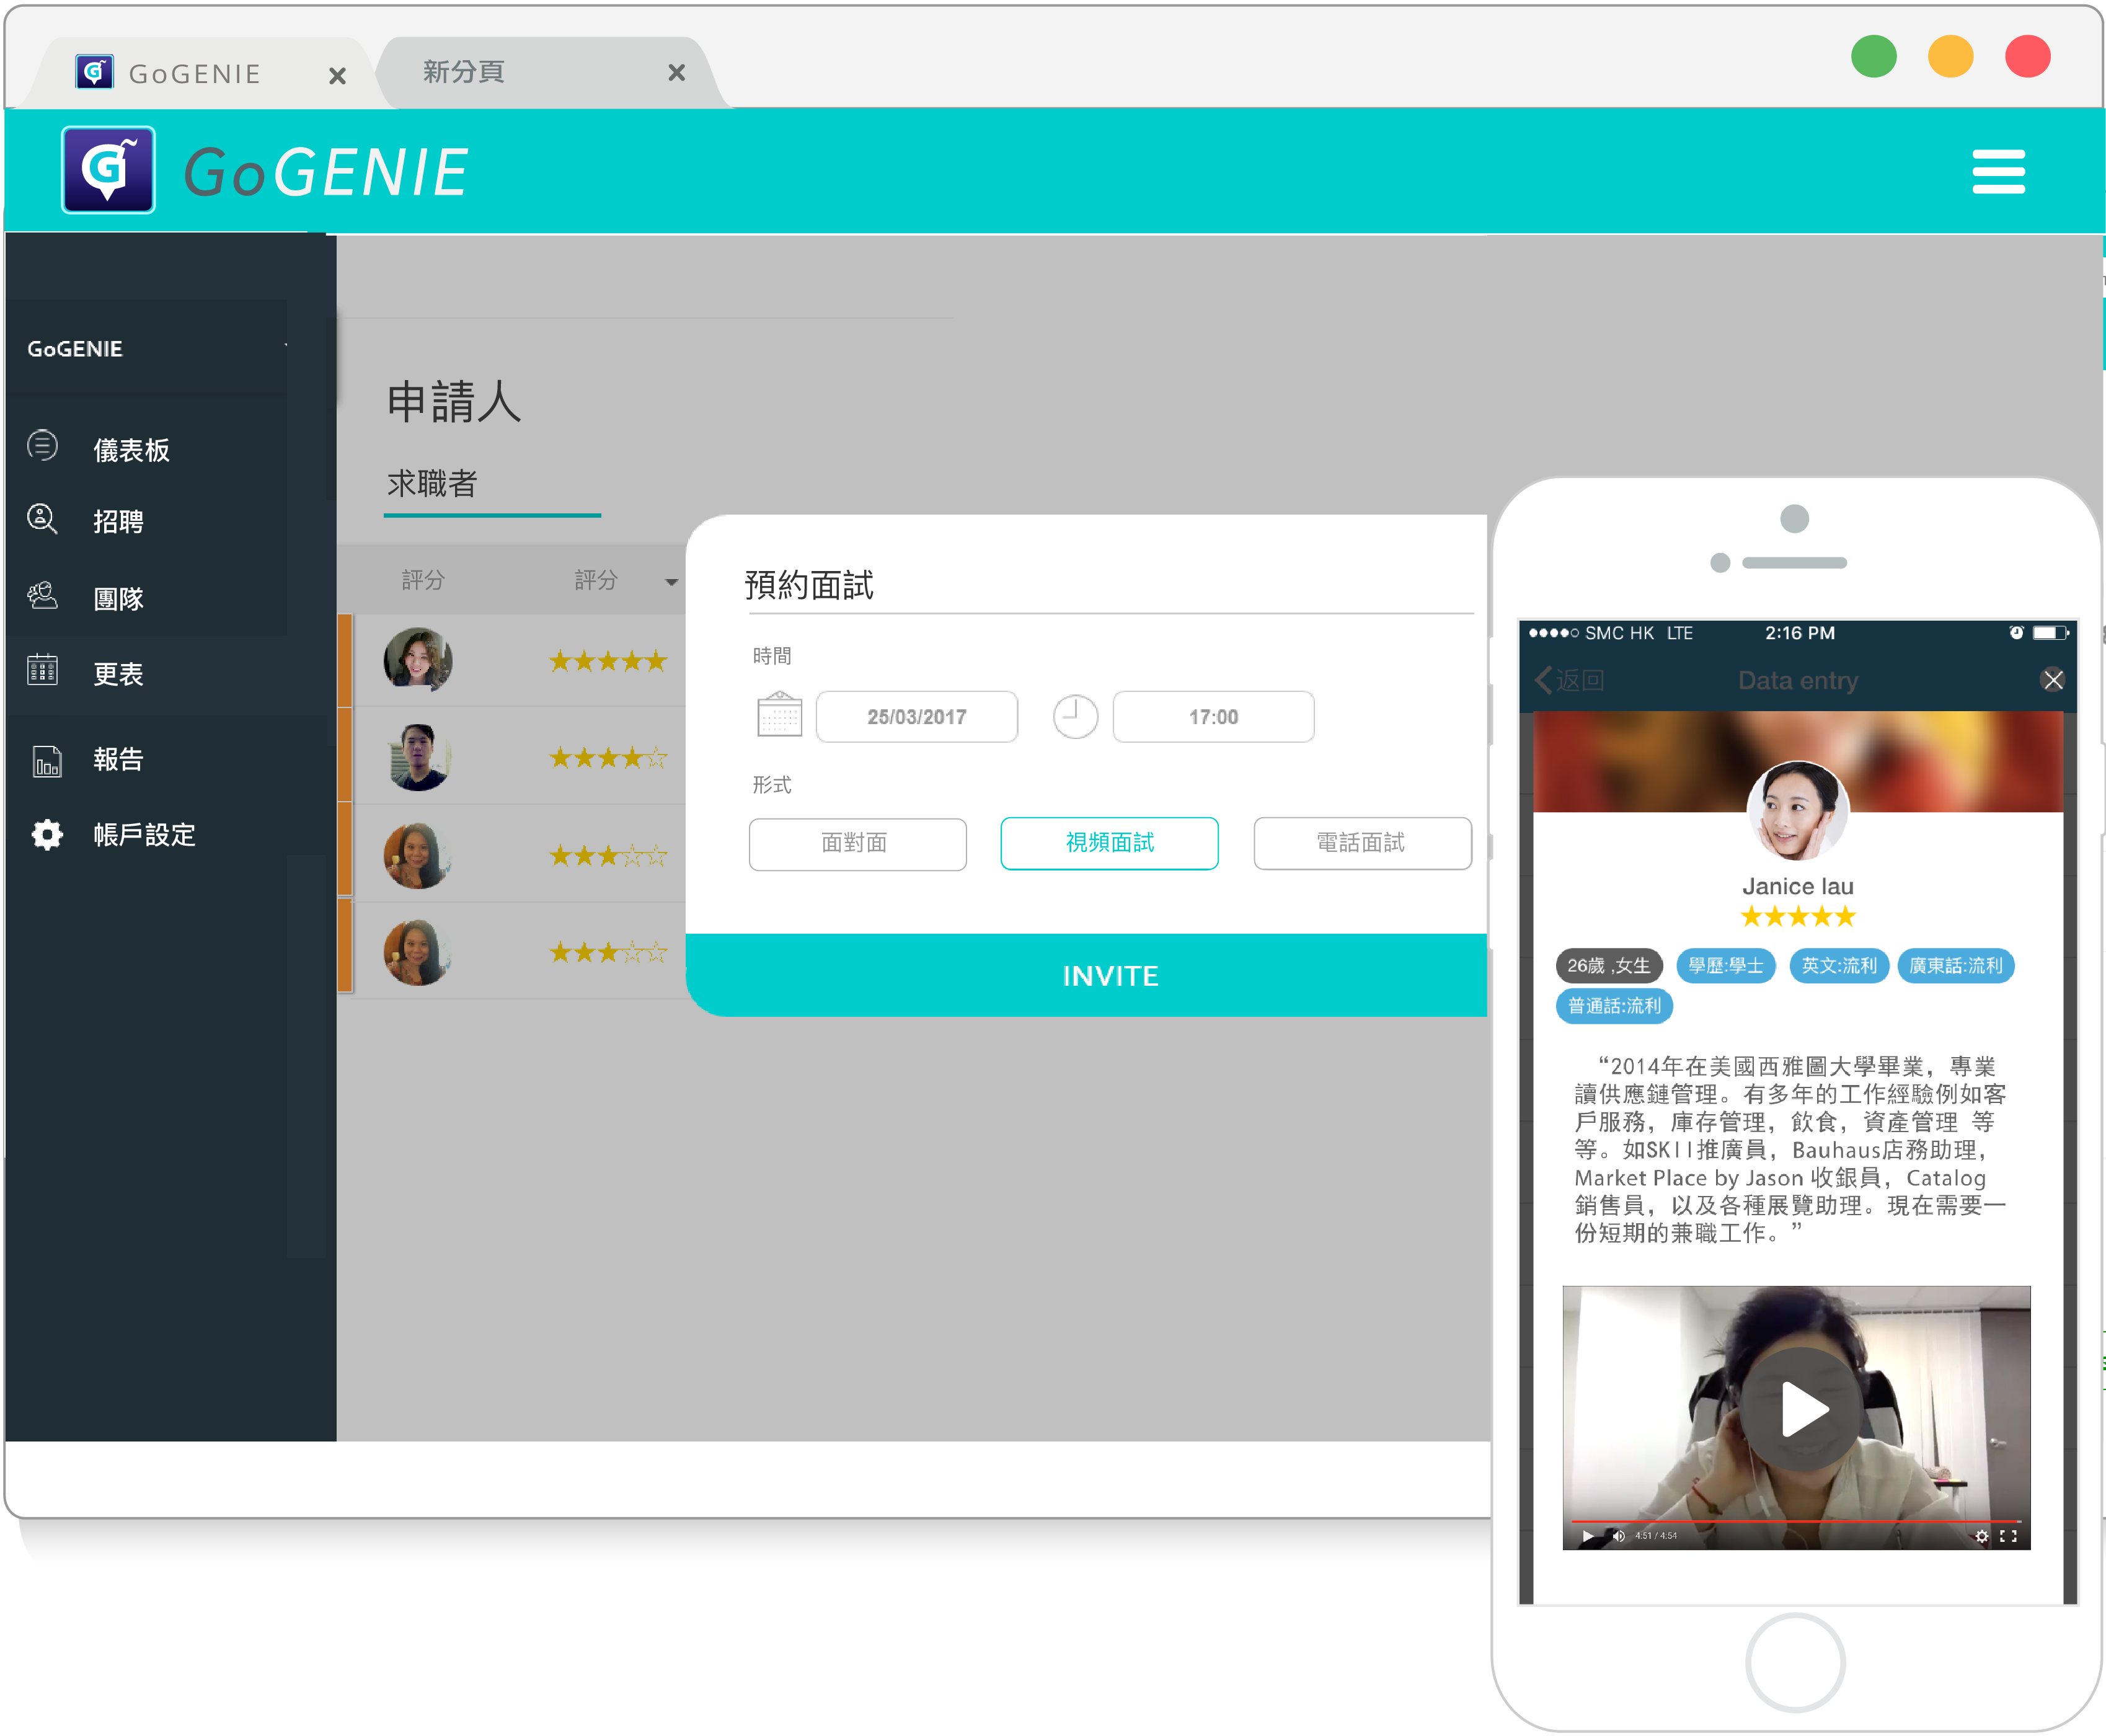 GoGENIE
新分頁
GoGENIE
GoGENIE
儀表板
招聘
團隊
更表
報告
帳戶設定
申請人
求職者
評分 評分
預約面試
時間
25/03/2017 17:00
形式
面對面 視頻面試 電話面試
INVITE
SMC HK LTE 2:16 PM
返回 Data entry
Janice lau
26歲 ,女生 學歷:學士 英文:流利 廣東話:流利
普通話:流利
“2014年在美國西雅圖大學畢業，專業
讀供應鏈管理。有多年的工作經驗例如客
戶服務，庫存管理，飲食，資產管理 等
等。如SKII推廣員，Bauhaus店務助理，
Market Place by Jason 收銀員，Catalog
銷售員，以及各種展覽助理。現在需要一
份短期的兼職工作。”
4:51 / 4:54